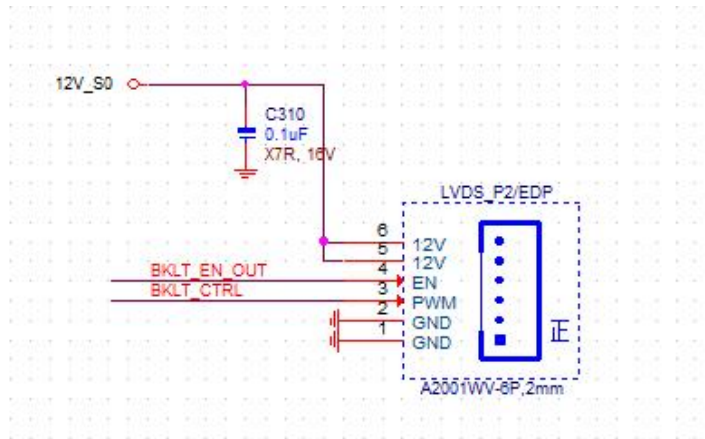 12V_S0
C310
0.1uF
X7R, 16V
LVDS_P2/EDP
6 12V
5 12V
BKLT_EN_OUT 4 EN
BKLT_CTRL 3 PWM
2 GND
1 GND
正
A2001WV-6P,2mm